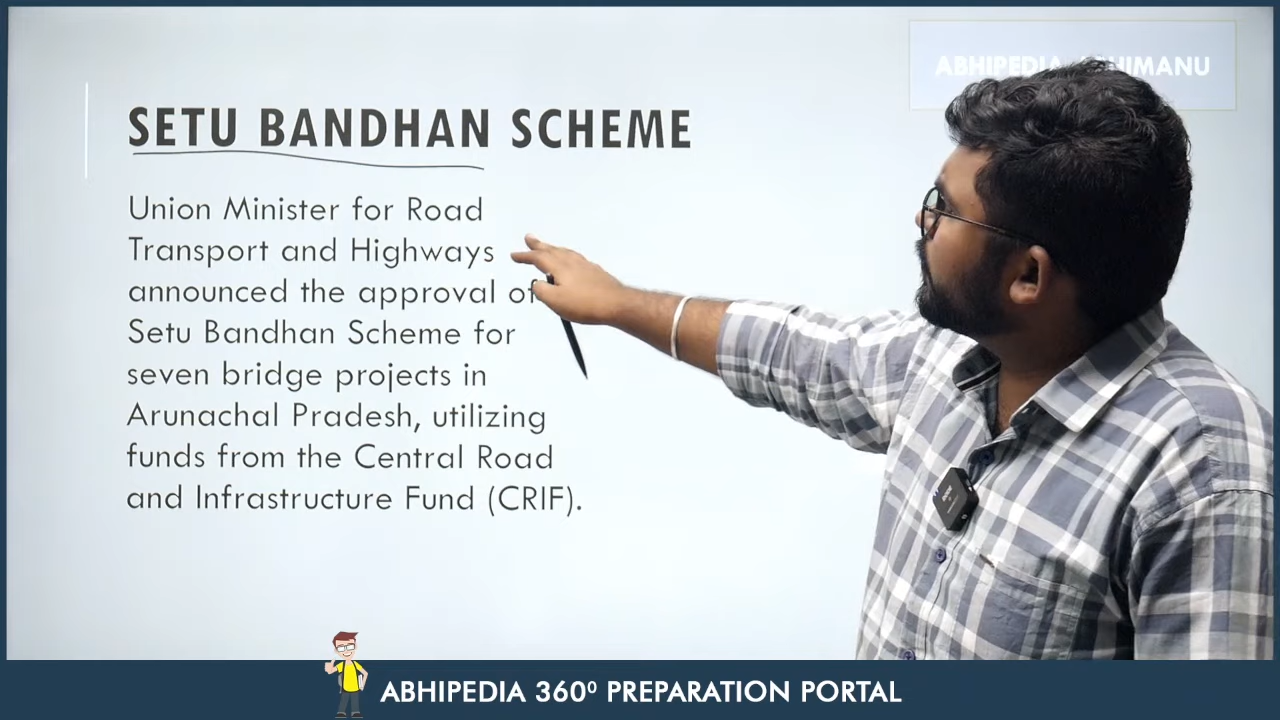 ABHIPEDIA
SETU BANDHAN SCHEME
Union Minister for Road
Transport and Highways
announced the approval of
Setu Bandhan Scheme for
seven bridge projects in
Arunachal Pradesh, utilizing
funds from the Central Road
and Infrastructure Fund (CRIF).
ABHIPEDIA 360⁰ PREPARATION PORTAL